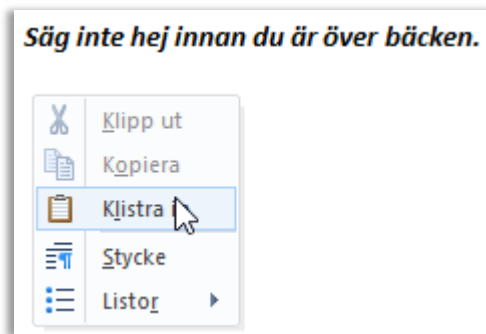 Säg inte hej innan du är över bäcken.
Klipp ut
Kopiera
Klistra
Stycke
Listor